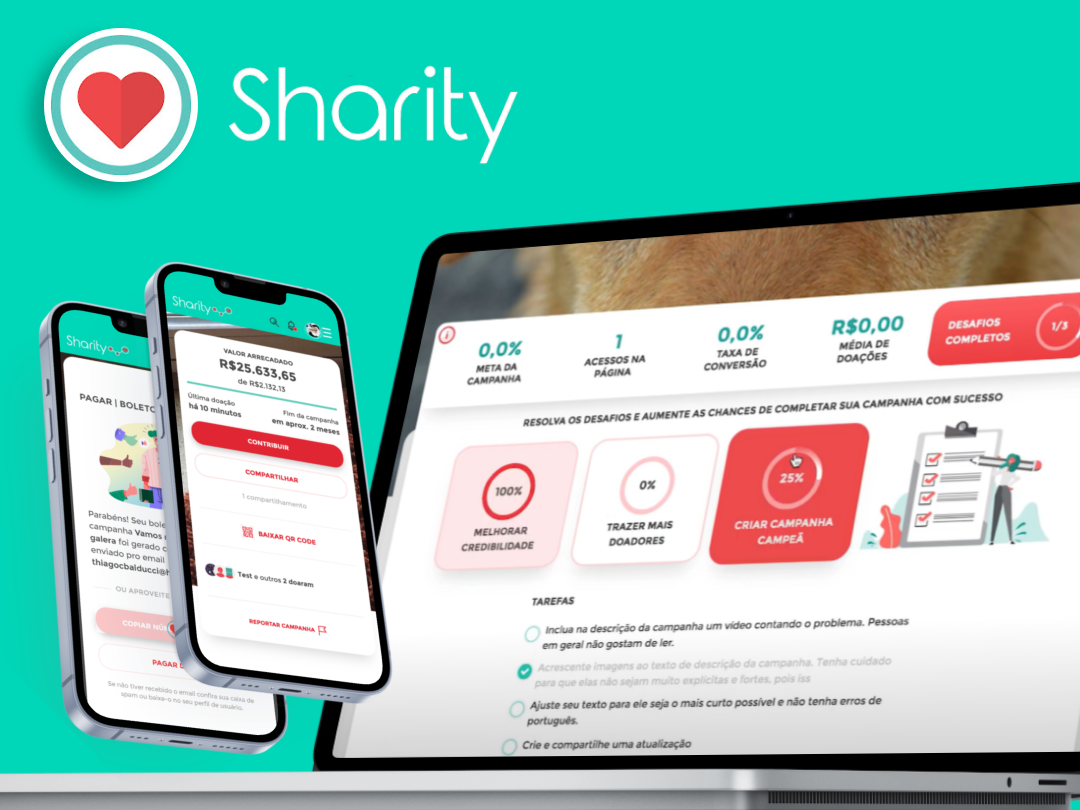 Sharity
Sharity
PAGAR | BOLETO
Parabéns! Seu
campanha Vamos
galera foi gerado
enviado pro email
thiagocbalducci@
OU APROVEITE
COPIAR
PAGAR
Se não tiver recebido o email confira sua caixa de
spam ou baixe-o no seu perfil de usuário.
Sharity
VALOR ARRECADADO
R$25.633,65
de R$2.132,13
Última doação
há 10 minutos
Fim da campanha
em aprox. 2 meses
CONTRIBUIR
COMPARTILHAR
1 compartilhamento
BAIXAR QR CODE
Test e outros 2 doaram
REPORTAR CAMPANHA
0,0%
META DA
CAMPANHA
1
ACESSOS NA
PÁGINA
0,0%
TAXA DE
CONVERSÃO
R$0,00
MÉDIA DE
DOAÇÕES
DESAFIOS
COMPLETOS
1/3
RESOLVA OS DESAFIOS E AUMENTE AS CHANCES DE COMPLETAR SUA CAMPANHA COM SUCESSO
100%
MELHORAR
CREDIBILIDADE
0%
TRAZER MAIS
DOADORES
25%
CRIAR CAMPANHA
CAMPEÃ
TAREFAS
Inclua na descrição da campanha um vídeo contando o problema. Pessoas
em geral não gostam de ler.
Acrescente imagens ao texto de descrição da campanha. Tenha cuidado
para que elas não sejam muito explícitas e fortes, pois iss
Ajuste seu texto para ele seja o mais curto possível e não tenha erros de
português.
Crie e compartilhe uma atualização